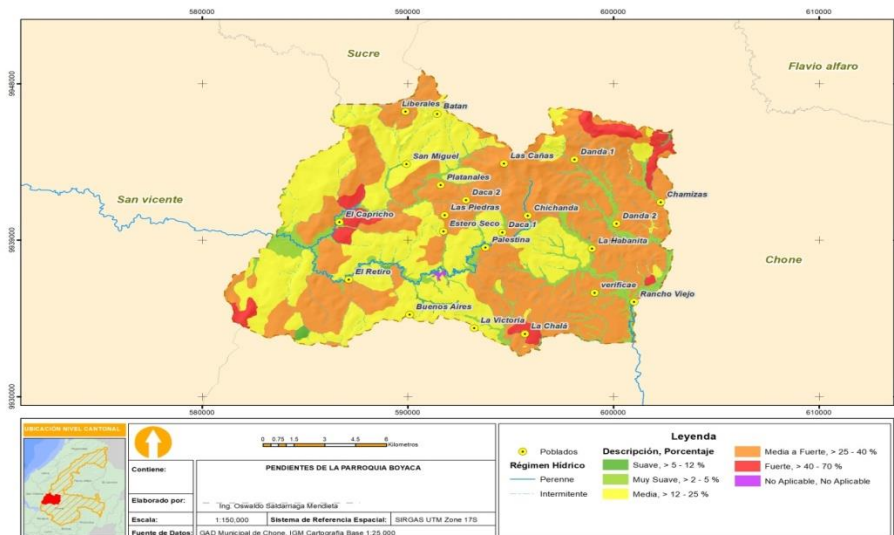 580000 590000 600000 610000
Sucre
Flavio alfaro
9948000
Liberales Batan
San Miguel Las Cañas Danda 1
Platanales
San vicente
Daca 2 Chamizas
El Capricho Las Piedras Chichanda
Estero Seco Daca 1 Danda 2
9939000
Palestina La Habanita
Chone
El Retiro
verificae Rancho Viejo
Buenos Aires
La Victoria La Chalá
9930000
580000 590000 600000 610000
UBICACIÓN NIVEL CANTONAL
0 0.75 1.5 3 4.5 6
Kilometros
Contiene: PENDIENTES DE LA PARROQUIA BOYACA
Elaborado por: Ing. Oswaldo Saldarriaga Mendieta
Escala: 1:150,000 Sistema de Referencia Espacial: SIRGAS UTM Zone 17S
Fuente de Datos: GAD Municipal de Chone, IGM Cartografía Base 1:25 000
Leyenda
Poblados
Régimen Hídrico
Perenne
Intermitente
Descripción, Porcentaje
Suave, > 5 - 12 %
Muy Suave, > 2 - 5 %
Media, > 12 - 25 %
Media a Fuerte, > 25 - 40 %
Fuerte, > 40 - 70 %
No Aplicable, No Aplicable